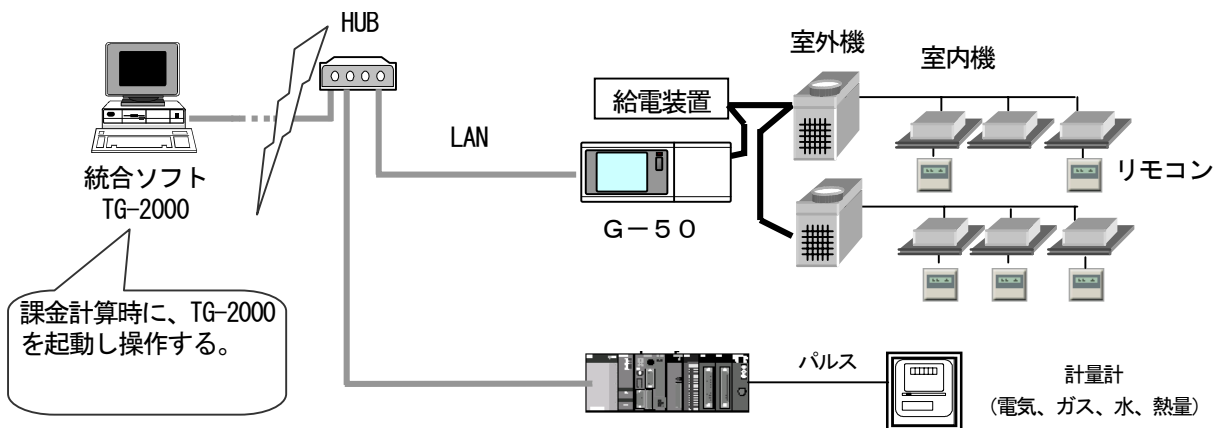 HUB
室外機
室内機
給電装置
LAN
リモコン
統合ソフト
TG-2000
G－50
課金計算時に、TG-2000
を起動し操作する。
パルス
計量計
（電気、ガス、水、熱量）